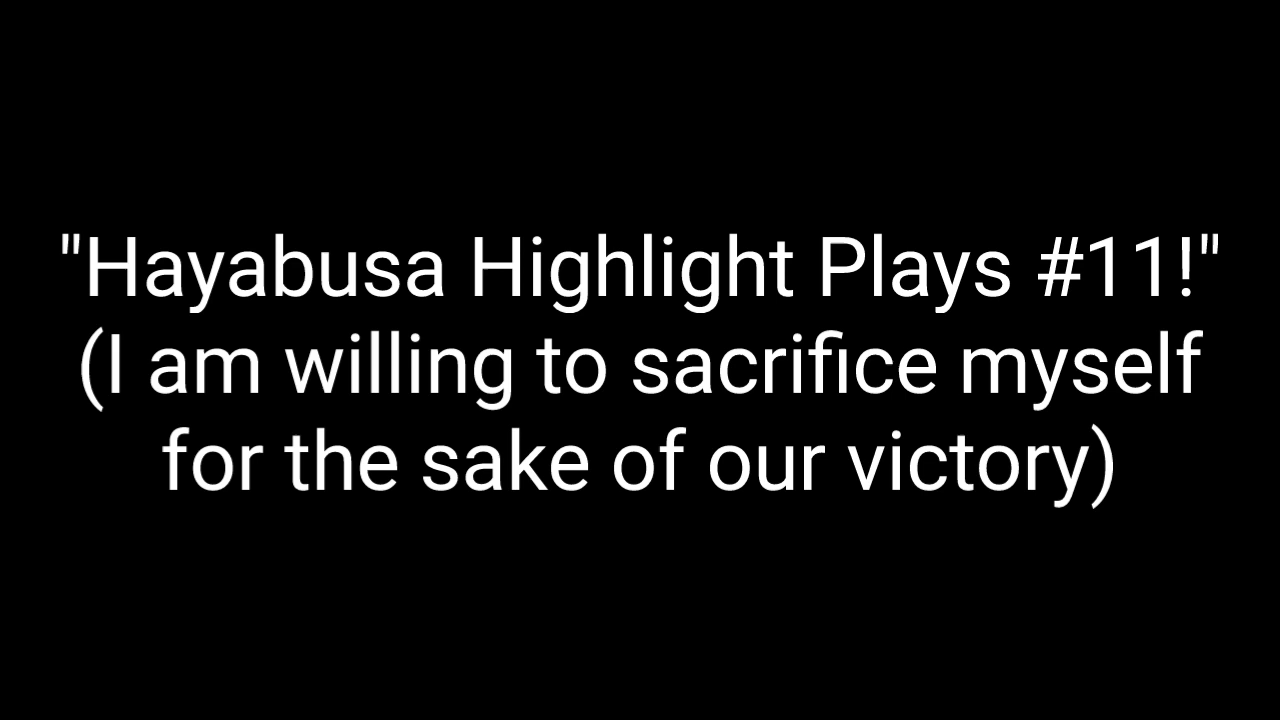 "Hayabusa Highlight Plays #11!"
(I am willing to sacrifice myself
for the sake of our victory)